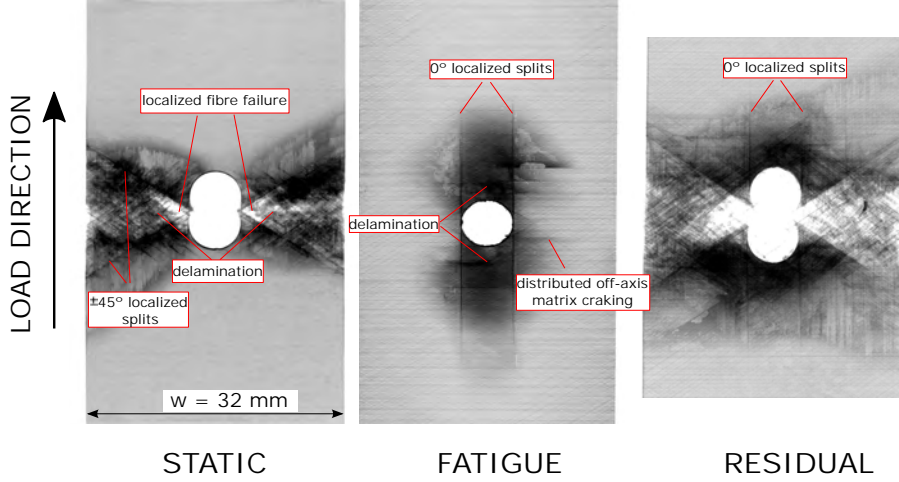 LOAD DIRECTION
localized fibre failure
delamination
±45° localized
splits
w = 32 mm
STATIC
0° localized splits
delamination
distributed off-axis
matrix craking
FATIGUE
0° localized splits
RESIDUAL